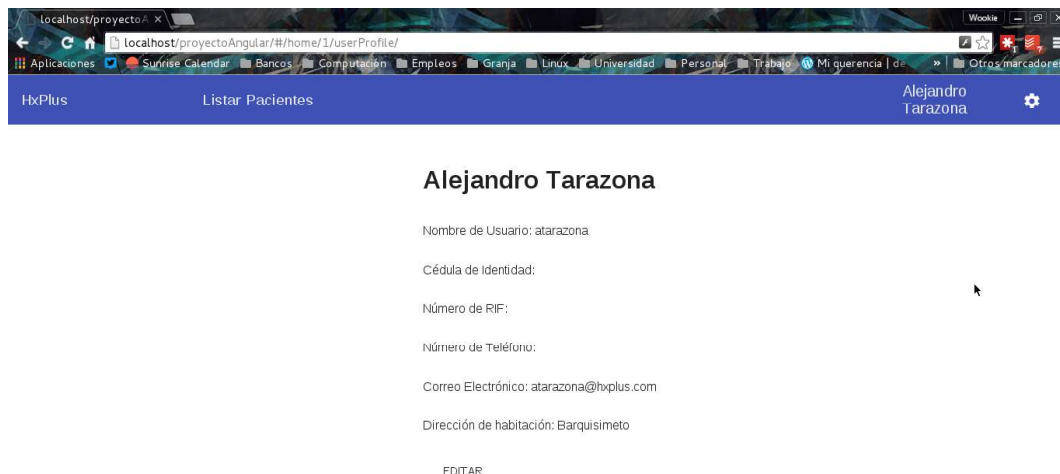 localhost/proyectoA
Wookie
localhost/proyectoAngular/#/home/1/userProfile/
Aplicaciones Sunrise Calendar Bancos Computación Empleos Granja Linux Universidad Personal Trabajo Mi querencia | de » Otros marcadores
HxPlus Listar Pacientes Alejandro
Tarazona
Alejandro Tarazona
Nombre de Usuario: atarazona
Cédula de Identidad:
Número de RIF:
Número de Teléfono:
Correo Electrónico: atarazona@hxplus.com
Dirección de habitación: Barquisimeto
EDITAR